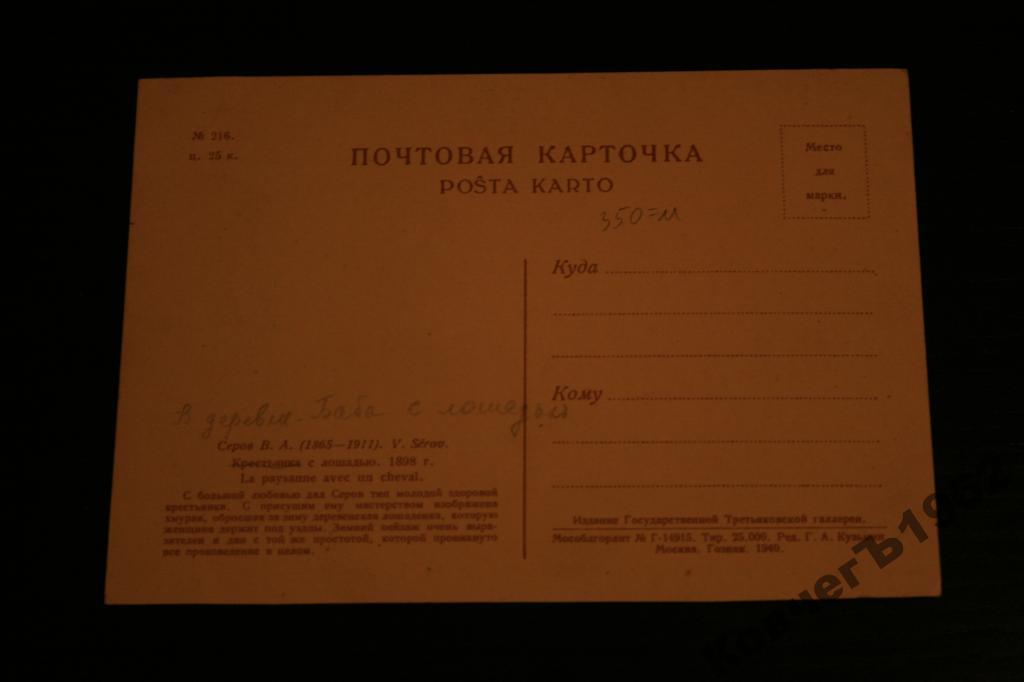 № 216.
ц. 25 к.
ПОЧТОВАЯ КАРТОЧКА
POŜTA KARTO
Место
для
марки.
350=м
Куда
Кому
В деревне - Баба с лошадью
Серов В. А. (1865—1911). V. Sérov.
Крестьянка с лошадью. 1898 г.
La paysanne avec un cheval.
С большой любовью дал Серов тип молодой здоровой
крестьянки. С присущим ему мастерством изображена
хмурая, обросшая за зиму деревенская лошаденка, которую
женщина держит под уздцы. Зимний пейзаж очень выра-
зителен и дан с той же простотой, которой проникнуто
все произведение в целом.
Издание Государственной Третьяковской галлереи.
Мособлгорлит № Г-14915. Тир. 25.000. Ред. Г. А. Кузьмин
Москва. Гознак. 1940.
КовчегЪ1962